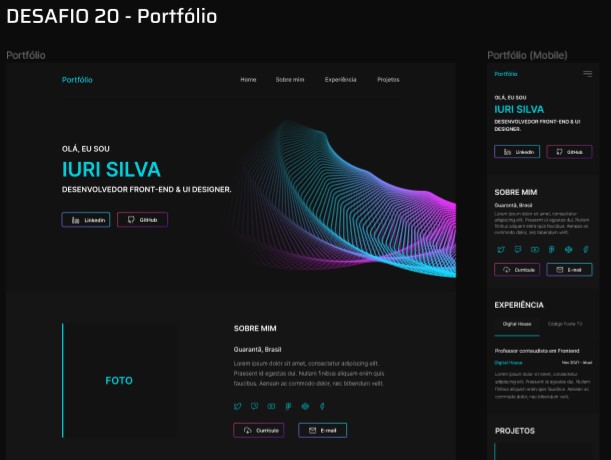 DESAFIO 20 - Portfólio
Portfólio
Portfólio
Home
Sobre mim
Experiência
Projetos
OLÁ, EU SOU
IURI SILVA
DESENVOLVEDOR FRONT-END & UI DESIGNER.
Linkedin
GitHub
FOTO
SOBRE MIM
Guarantã, Brasil
Lorem ipsum dolor sit amet, consectetur adipiscing elit.
Praesent id egestas dui. Nullam finibus aliquam enim quis
faucibus. Aenean ac commodo dolor, nec bibendum velit.
Currículo
E-mail
Portfólio (Mobile)
Portfólio
OLÁ, EU SOU
IURI SILVA
DESENVOLVEDOR FRONT-END & UI
DESIGNER.
Linkedin
GitHub
SOBRE MIM
Guarantã, Brasil
Lorem ipsum dolor sit amet, consectetur
adipiscing elit. Praesent id egestas dui. Nullam
finibus aliquam enim quis faucibus. Aenean ac
commodo dolor, nec bibendum velit.
Currículo
E-mail
EXPERIÊNCIA
Digital House
Código Fonte TV
Professor conteudista em Frontend
Digital House
Nov 2021 - Atual
Lorem ipsum dolor sit amet, consectetur
adipiscing elit. Praesent id egestas dui. Nullam
finibus aliquam enim quis faucibus. Aenean ac
commodo dolor, nec bibendum velit.
PROJETOS